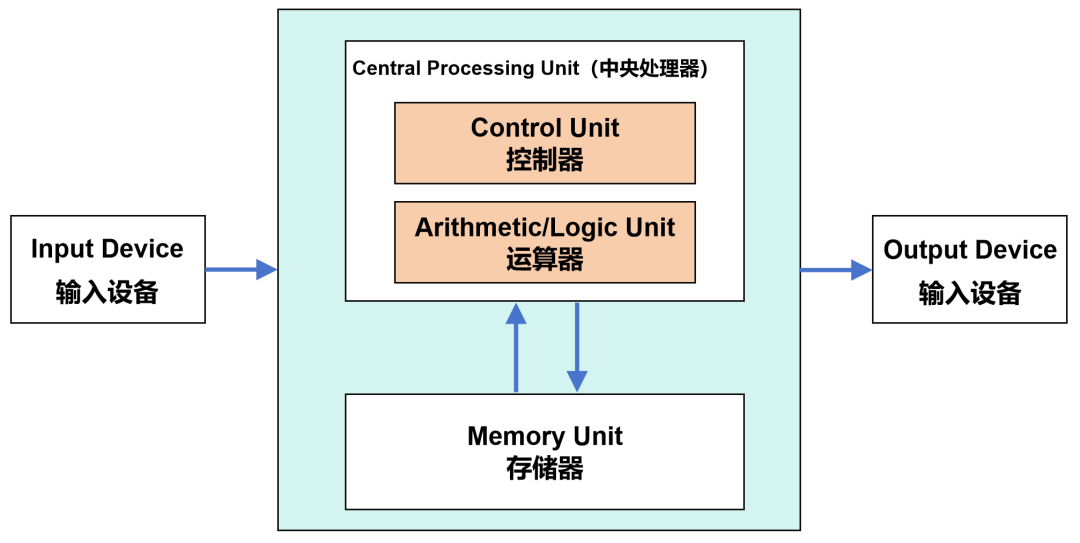 Central Processing Unit（中央处理器）
Control Unit
控制器
Arithmetic/Logic Unit
运算器
Input Device
输入设备
Output Device
输入设备
Memory Unit
存储器